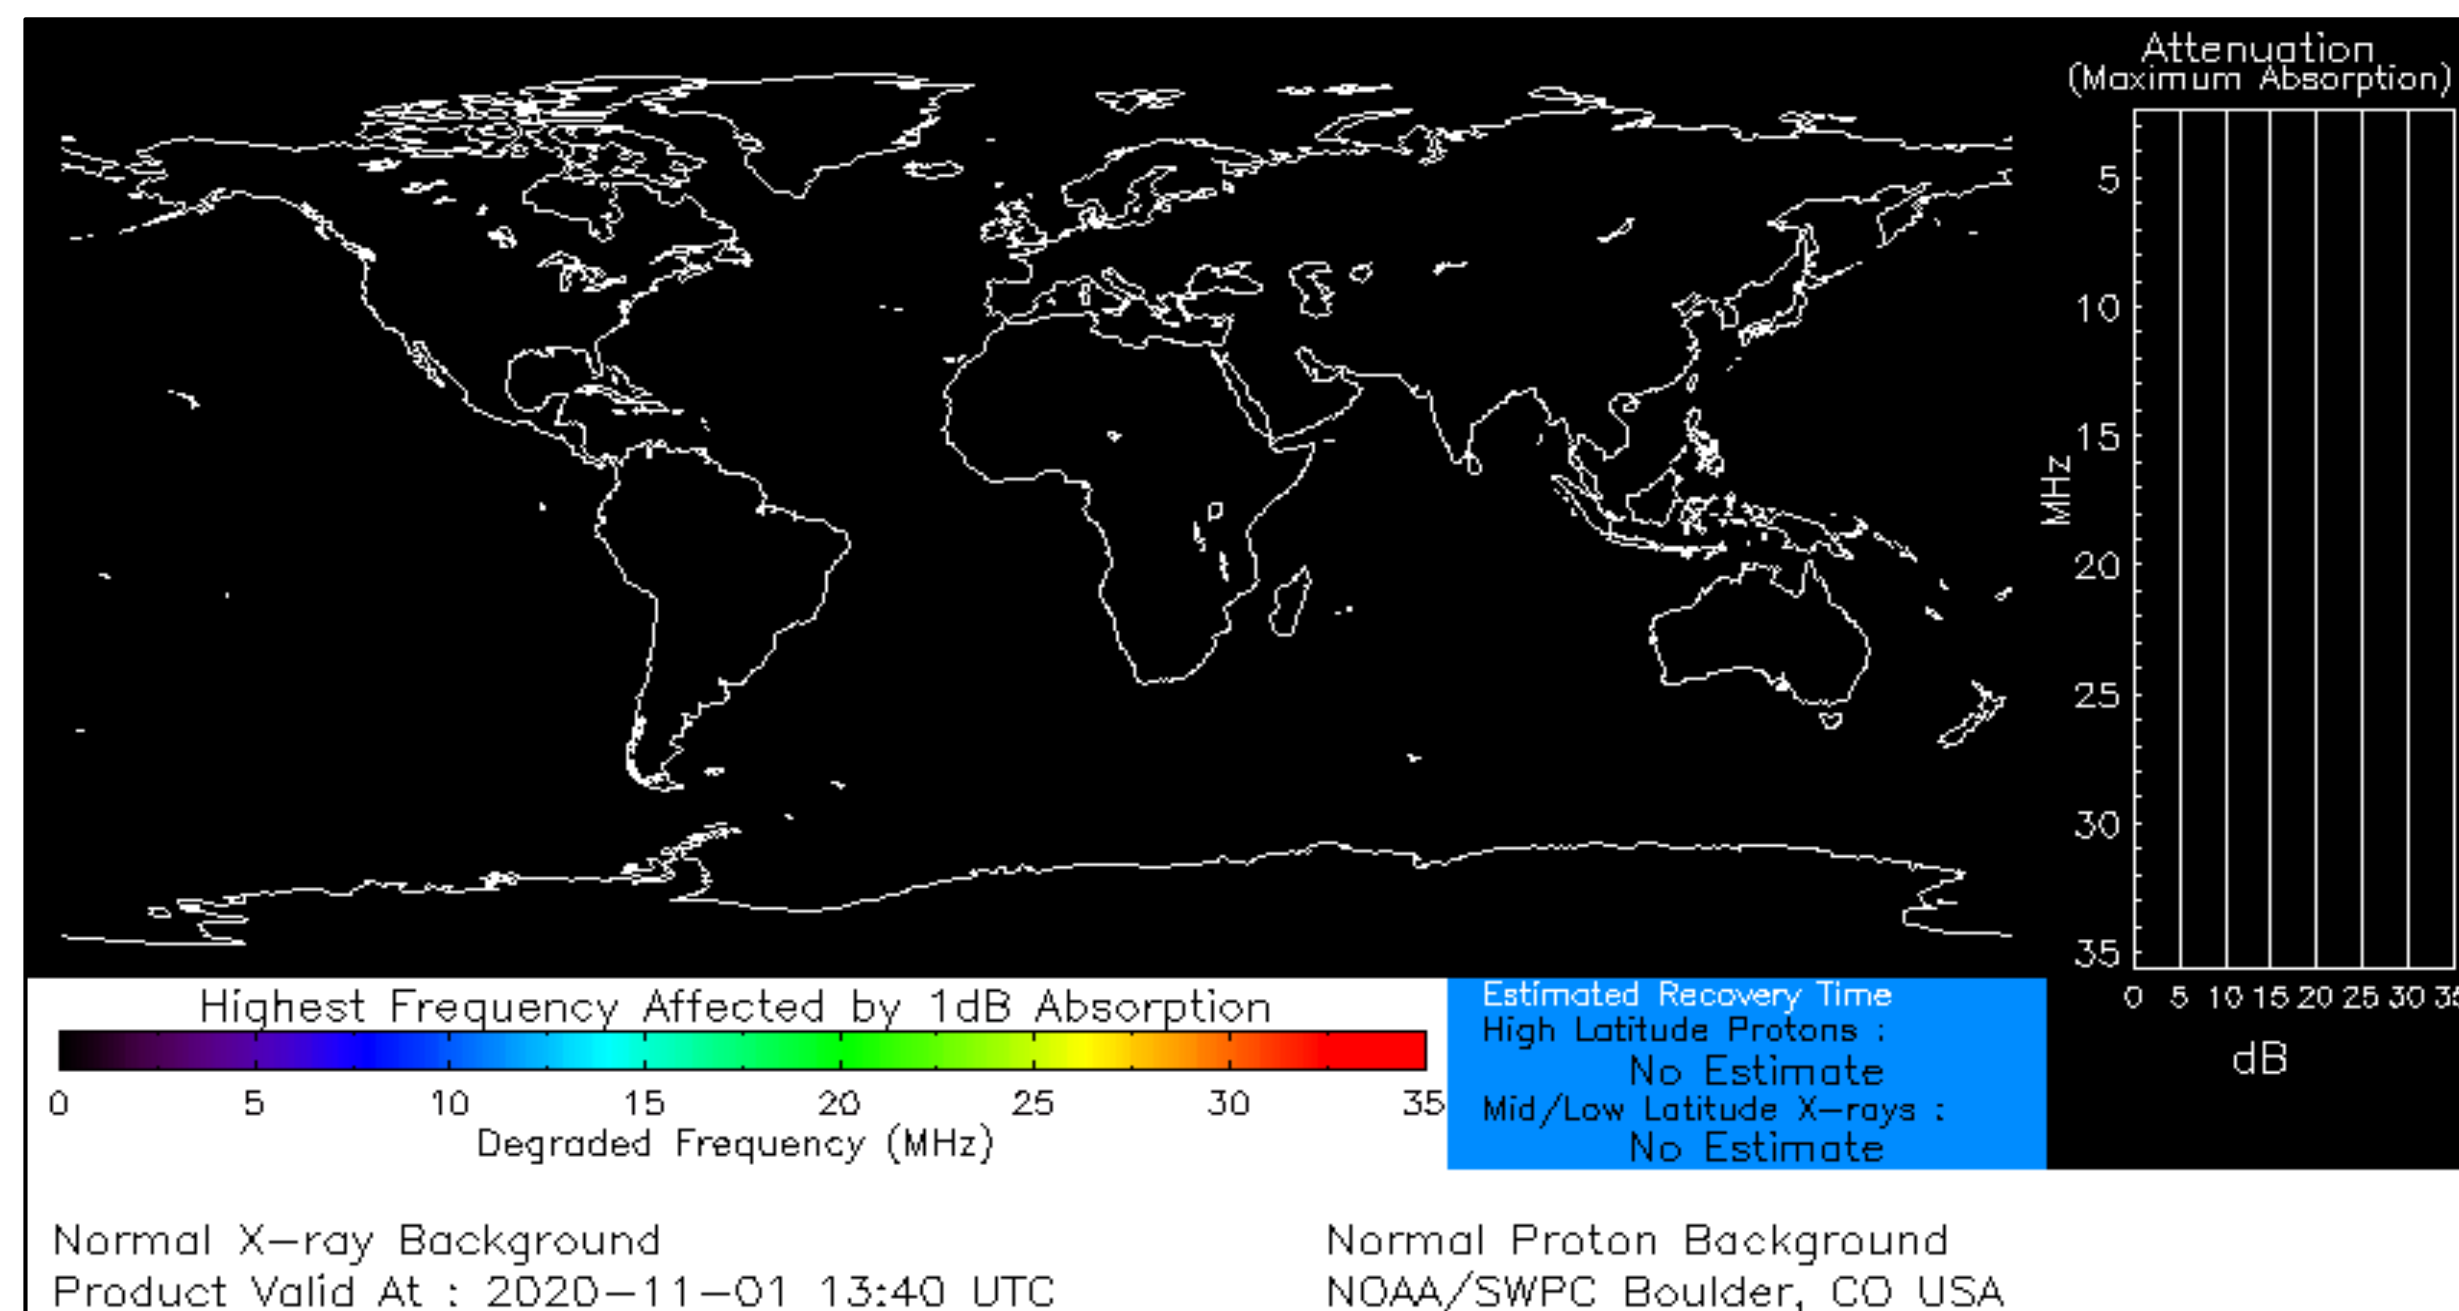 Attenuation
(Maximum Absorption)
5
10
15
20
25
30
35
MHz
0 5 10 15 20 25 30
dB
Highest Frequency Affected by 1dB Absorption
0 5 10 15 20 25 30 35
Degraded Frequency (MHz)
Estimated Recovery Time
High Latitude Protons :
No Estimate
Mid/Low Latitude X-rays :
No Estimate
Normal X-ray Background
Normal Proton Background
Product Valid At : 2020-11-01 13:40 UTC
NOAA/SWPC Boulder, CO USA